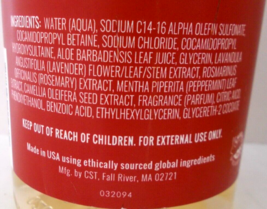 INGREDIENTS: WATER (AQUA), SODIUM C14-16 ALPHA OLEFIN SULFONATE,
COCAMIDOPROPYL BETAINE, SODIUM CHLORIDE, COCAMIDOPROPYL
HYDROXYSULTAINE, ALOE BARBADENSIS LEAF JUICE, GLYCERIN, LAVANDULA
ANGUSTIFOLIA (LAVENDER) FLOWER/LEAF/STEM EXTRACT, ROSMARINUS
OFFICINALIS (ROSEMARY) EXTRACT, MENTHA PIPERITA (PEPPERMINT) LEAF
EXTRACT, CAMELLIA OLEIFERA SEED EXTRACT, FRAGRANCE (PARFUM), CITRIC ACID,
BENZOIC ACID, ETHYLHEXYLGLYCERIN, GLYCERETH-2 COCOATE
KEEP OUT OF REACH OF CHILDREN. FOR EXTERNAL USE ONLY.
Made in USA using ethically sourced global ingredients
Mfg. by CST. Fall River, MA 02721
032094